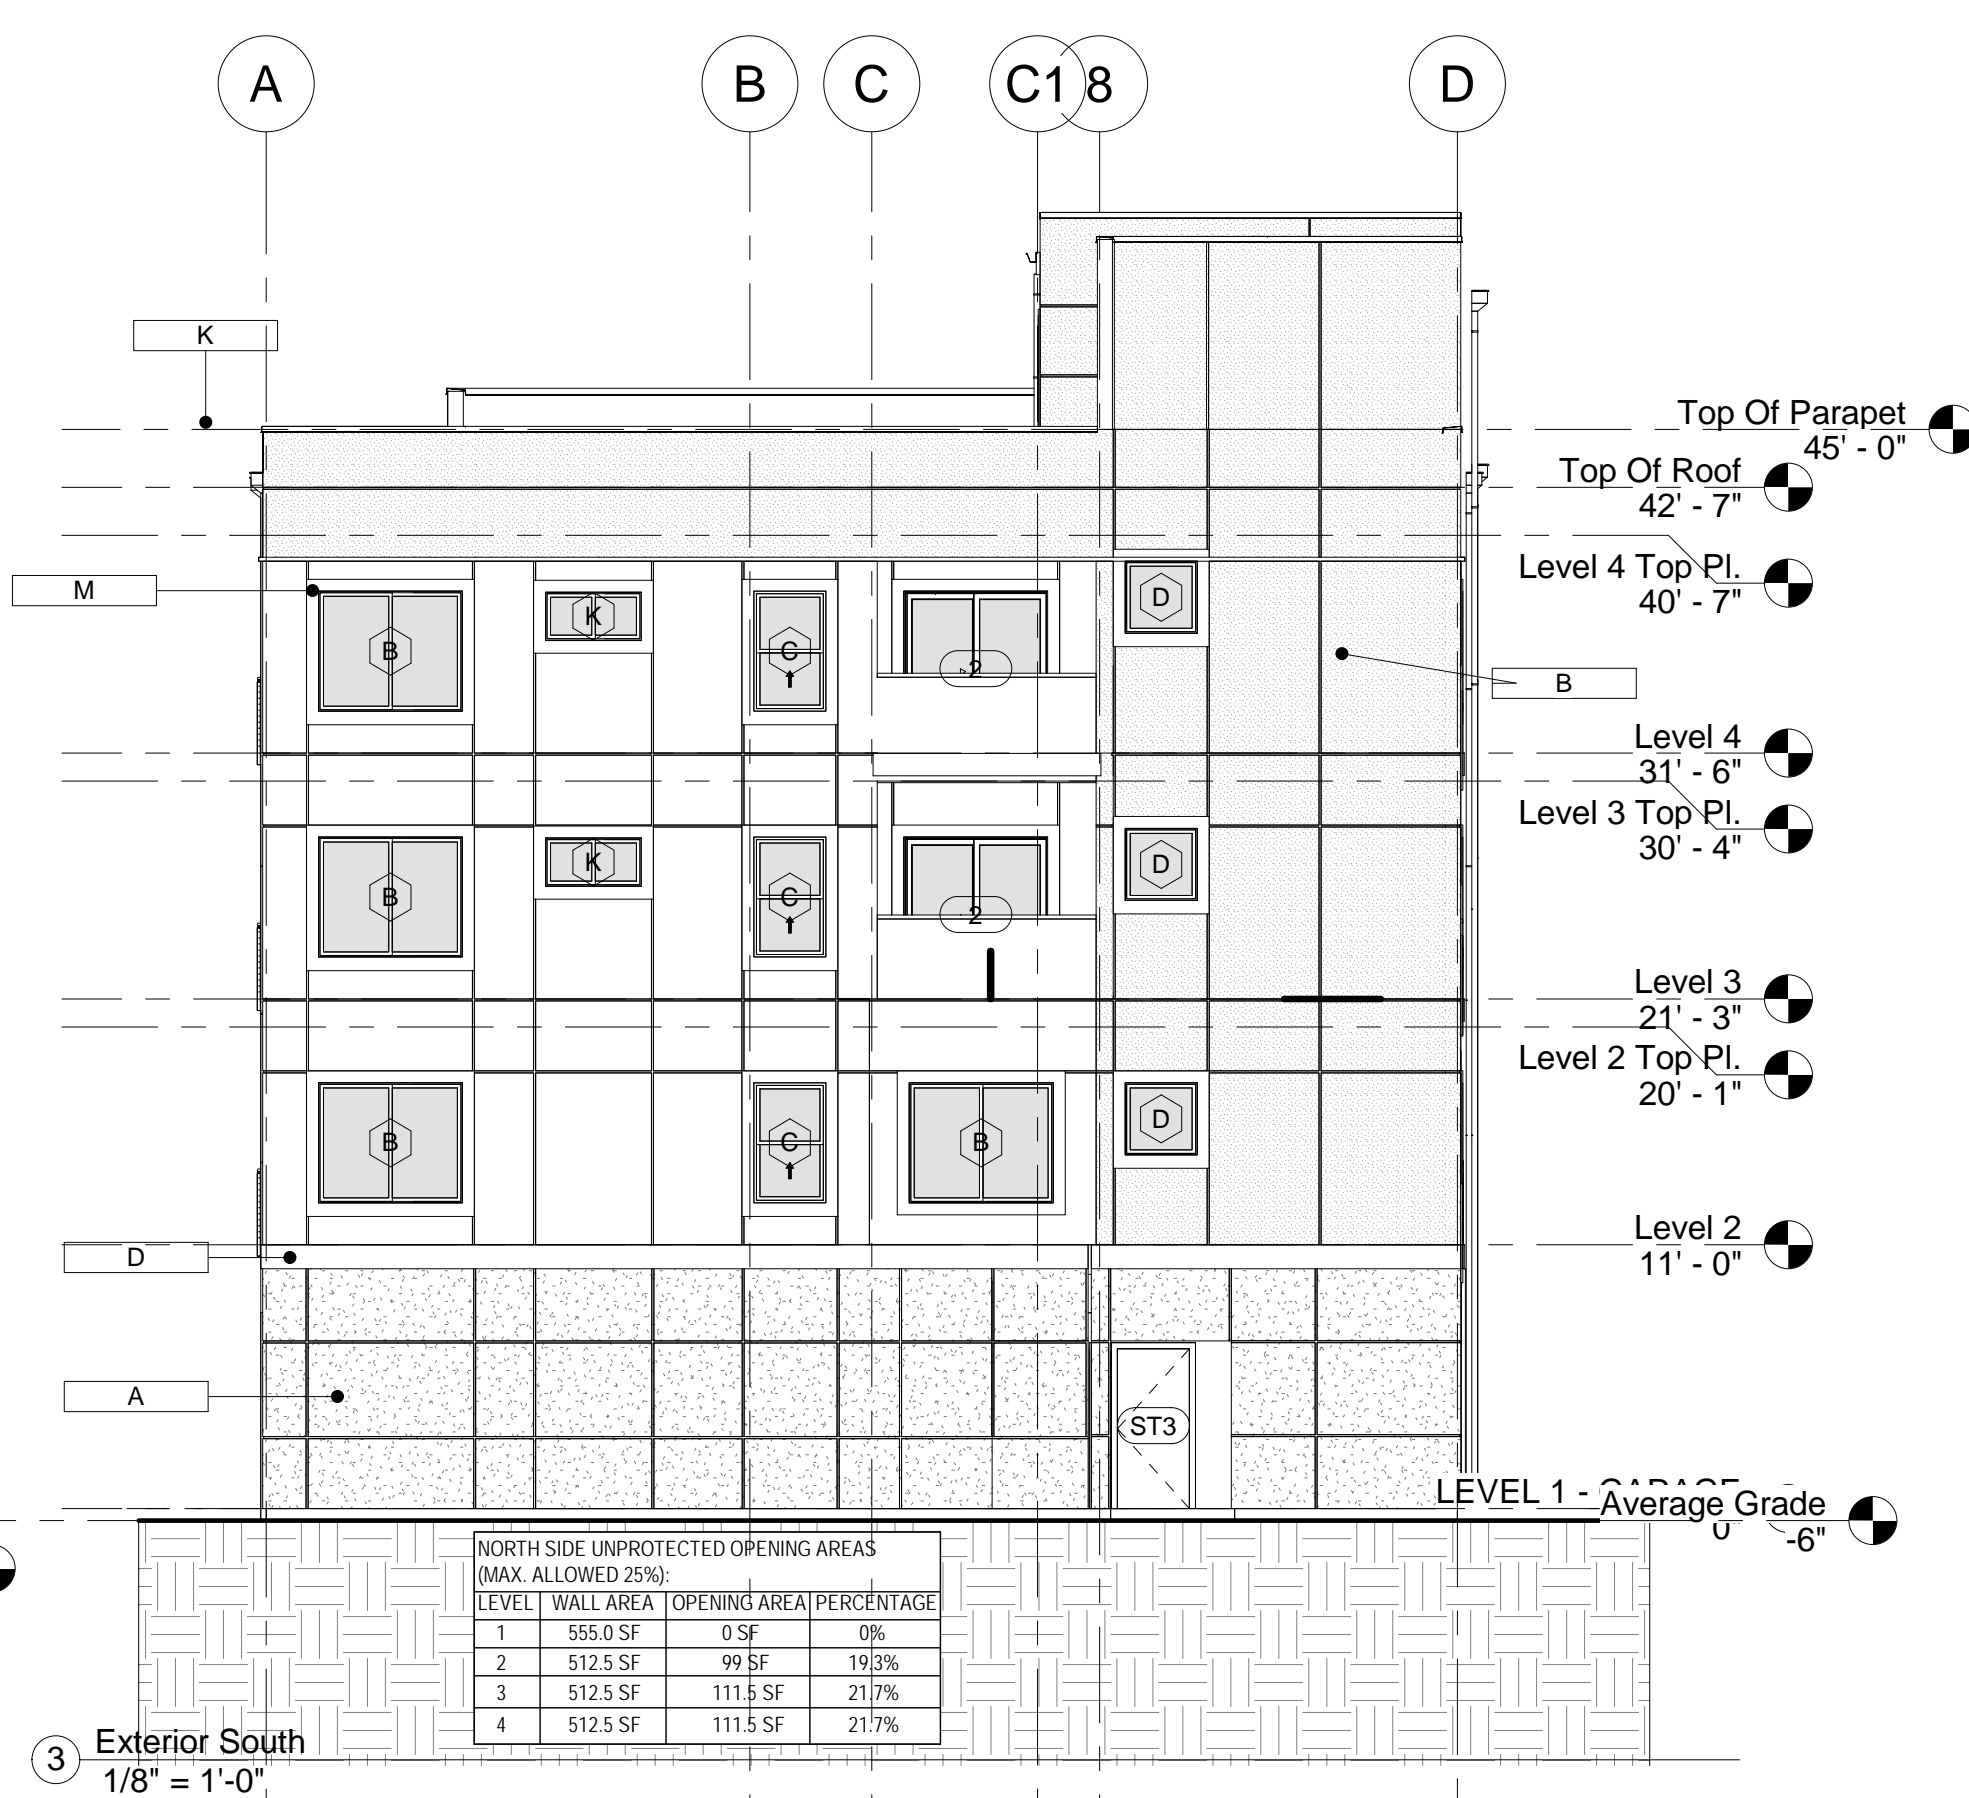 A B C C1 8 D
K
Top Of Parapet
45' - 0"
Top Of Roof
42' - 7"
Level 4 Top Pl.
40' - 7"
M
B K C 2 D
B
Level 4
31' - 6"
Level 3 Top Pl.
30' - 4"
B K C 2 D
Level 3
21' - 3"
Level 2 Top Pl.
20' - 1"
B C B D
Level 2
11' - 0"
D
A
ST3
LEVEL 1 - GARAGE
0"
Average Grade
-6"
NORTH SIDE UNPROTECTED OPENING AREAS
(MAX. ALLOWED 25%):
LEVEL WALL AREA OPENING AREA PERCENTAGE
1 555.0 SF 0 SF 0%
2 512.5 SF 99 SF 19.3%
3 512.5 SF 111.5 SF 21.7%
4 512.5 SF 111.5 SF 21.7%
3 Exterior South
1/8" = 1'-0"